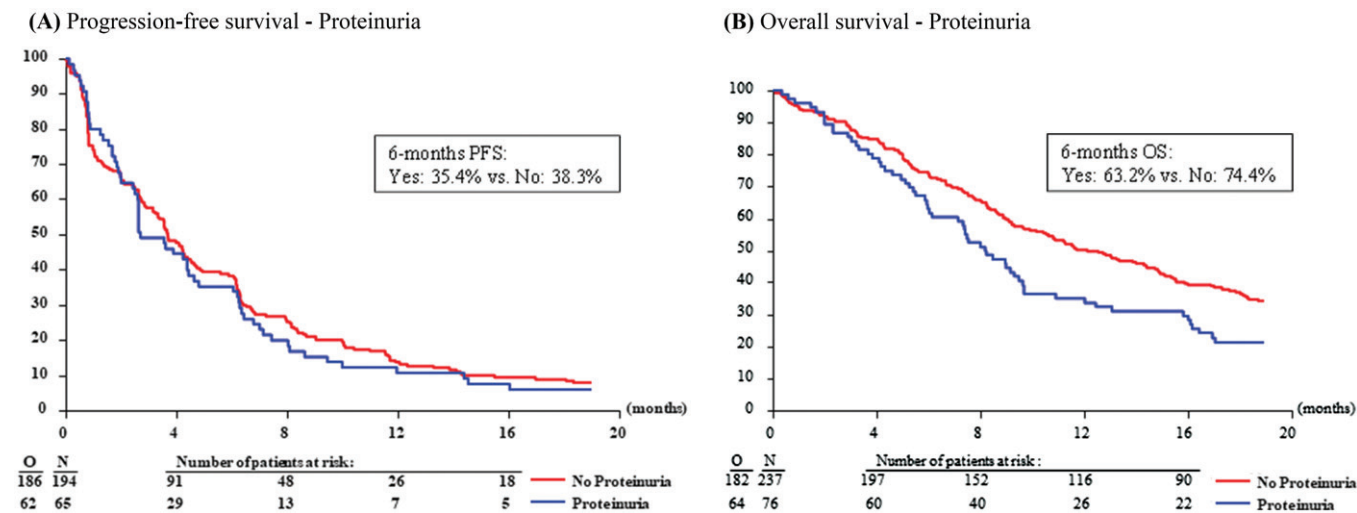 (A) Progression-free survival - Proteinuria
100
90
80
70
60
50
40
30
20
10
0
6-months PFS:
Yes: 35.4% vs. No: 38.3%
(months)
0 4 8 12 16 20
O N Number of patients at risk:
186 194 91 48 26 18 No Proteinuria
62 65 29 13 7 5 Proteinuria
(B) Overall survival - Proteinuria
100
90
80
70
60
50
40
30
20
10
0
6-months OS:
Yes: 63.2% vs. No: 74.4%
(months)
0 4 8 12 16 20
O N Number of patients at risk :
182 237 197 152 116 90 No Proteinuria
64 76 60 40 26 22 Proteinuria